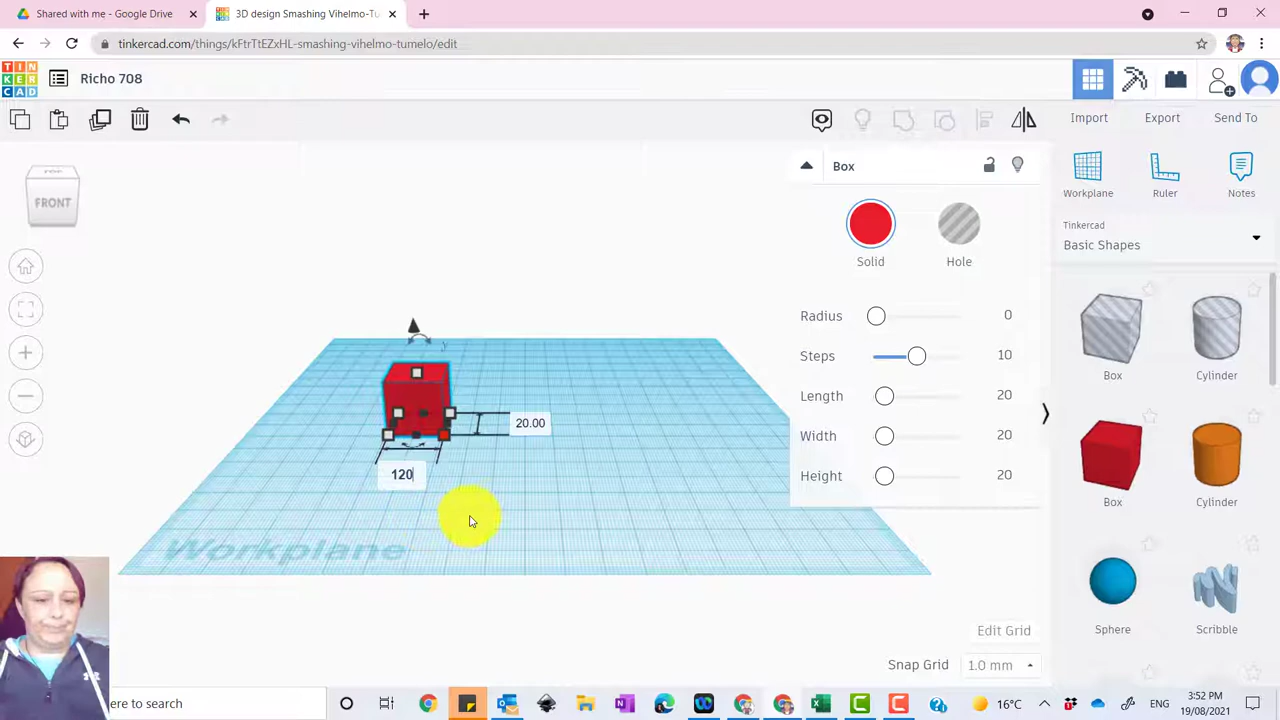 Shared with me - Google Drive
3D design Smashing Vihelmo-Tu
tinkercad.com/things/kFtrTtEZxHL-smashing-vihelmo-tumelo/edit
TIN
KER
CAD
Richo 708
Import
Export
Send To
TOP
FRONT
Box
Workplane
Ruler
Notes
Solid
Hole
Tinkercad
Basic Shapes
Radius
0
Steps
10
Length
20
Width
20
Height
20
20.00
120
Box
Cylinder
Box
Cylinder
Sphere
Scribble
Workplane
Edit Grid
Snap Grid
1.0 mm
ere to search
16°C
ENG
3:52 PM
19/08/2021